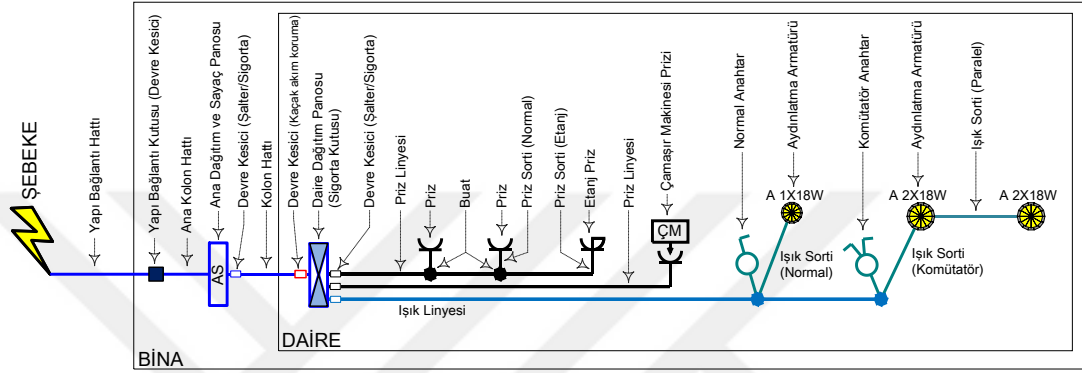 ŞEBEKE
Yapı Bağlantı Hattı
Yapı Bağlantı Kutusu (Devre Kesici)
Ana Kolon Hattı
Ana Dağıtım ve Sayaç Panosu
Devre Kesici (Şalter/Sigorta)
Kolon Hattı
Devre Kesici (Kaçak akım koruma)
Daire Dağıtım Panosu
(Sigorta Kutusu)
Devre Kesici (Şalter/Sigorta)
Priz Linyesi
Priz
Buat
Priz
Priz Sorti (Normal)
Priz Sorti (Etanj)
Etanj Priz
Priz Linyesi
Çamaşır Makinesi Prizi
Normal Anahtar
Aydınlatma Armatürü
Komütatör Anahtar
Aydınlatma Armatürü
Işık Sorti (Paralel)
A 1X18W
A 2X18W
A 2X18W
ÇM
AS
Işık Sorti
(Normal)
Işık Sorti
(Komütatör)
Işık Linyesi
DAİRE
BİNA